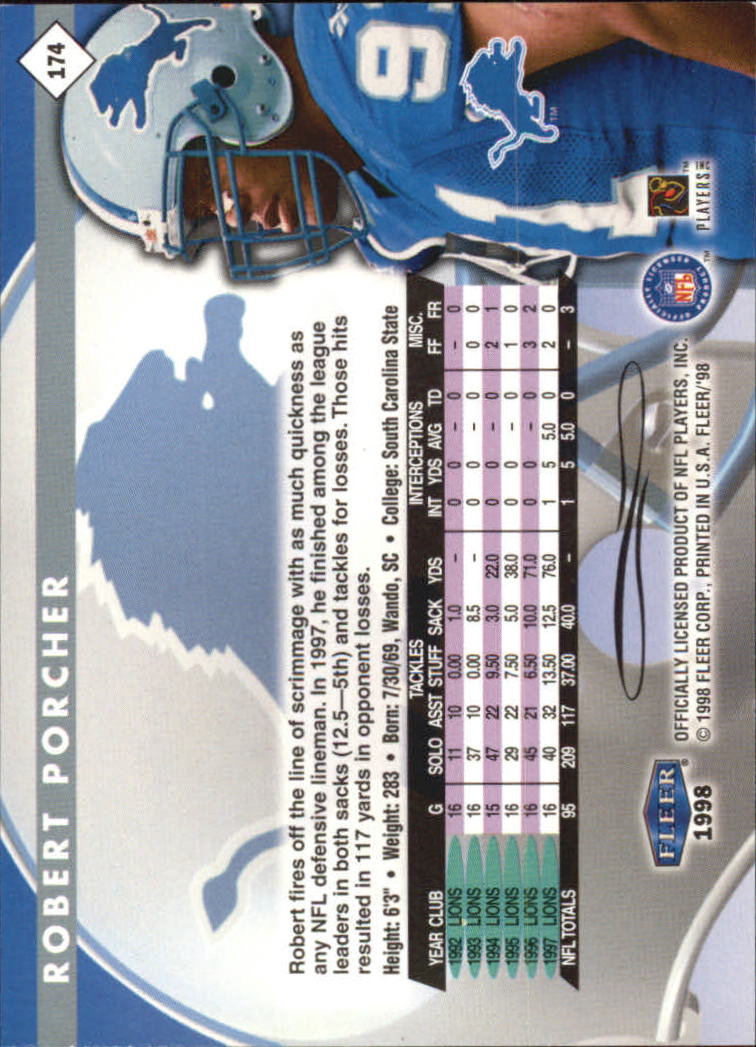 174
ROBERT PORCHER
9
1
TM
Robert fires off the line of scrimmage with as much quickness as
any NFL defensive lineman. In 1997, he finished among the league
leaders in both sacks (12.5—5th) and tackles for losses. Those hits
resulted in 117 yards in opponent losses.
Height: 6'3" • Weight: 283 • Born: 7/30/69, Wando, SC • College: South Carolina State
TACKLES INTERCEPTIONS MISC.
YEAR CLUB G SOLO ASST STUFF SACK YDS INT YDS AVG TD FF FR
1992 LIONS 16 11 10 0.00 1.0 – 0 0 – 0 – 0
1993 LIONS 16 37 10 0.00 8.5 – 0 0 – 0 0 0
1994 LIONS 15 47 22 9.50 3.0 22.0 0 0 – 0 2 1
1995 LIONS 16 29 22 7.50 5.0 38.0 0 0 – 0 1 0
1996 LIONS 16 45 21 6.50 10.0 71.0 0 0 – 0 3 2
1997 LIONS 16 40 32 13.50 12.5 76.0 1 5 5.0 0 2 0
NFL TOTALS 95 209 117 37.00 40.0 – 1 5 5.0 0 – 3
FLEER®
1998
OFFICIALLY LICENSED PRODUCT OF NFL PLAYERS, INC.
© 1998 FLEER CORP., PRINTED IN U.S.A. FLEER/'98
OFFICIALLY LICENSED PRODUCT
NFL
TM
PLAYERS INC
TM